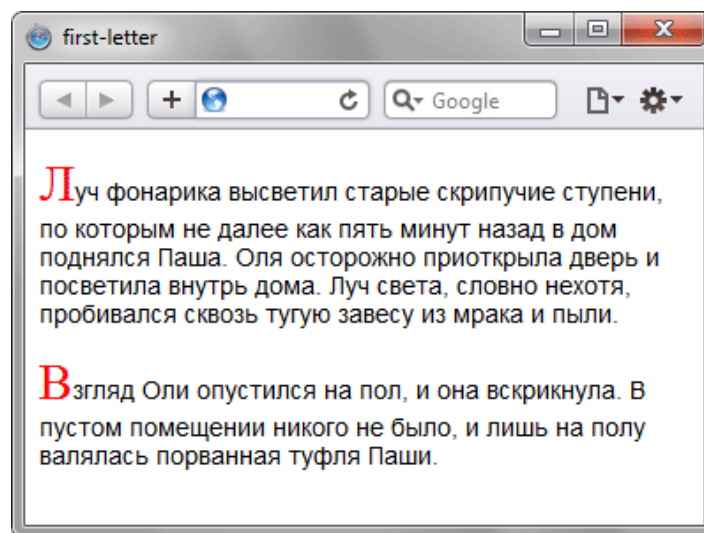 first-letter
Google
Луч фонарика высветил старые скрипучие ступени,
по которым не далее как пять минут назад в дом
поднялся Паша. Оля осторожно приоткрыла дверь и
посветила внутрь дома. Луч света, словно нехотя,
пробивался сквозь тугую завесу из мрака и пыли.
Взгляд Оли опустился на пол, и она вскрикнула. В
пустом помещении никого не было, и лишь на полу
валялась порванная туфля Паши.